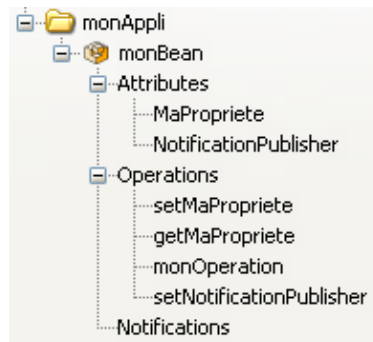 monAppli
monBean
Attributes
MaPropriete
NotificationPublisher
Operations
setMaPropriete
getMaPropriete
monOperation
setNotificationPublisher
Notifications